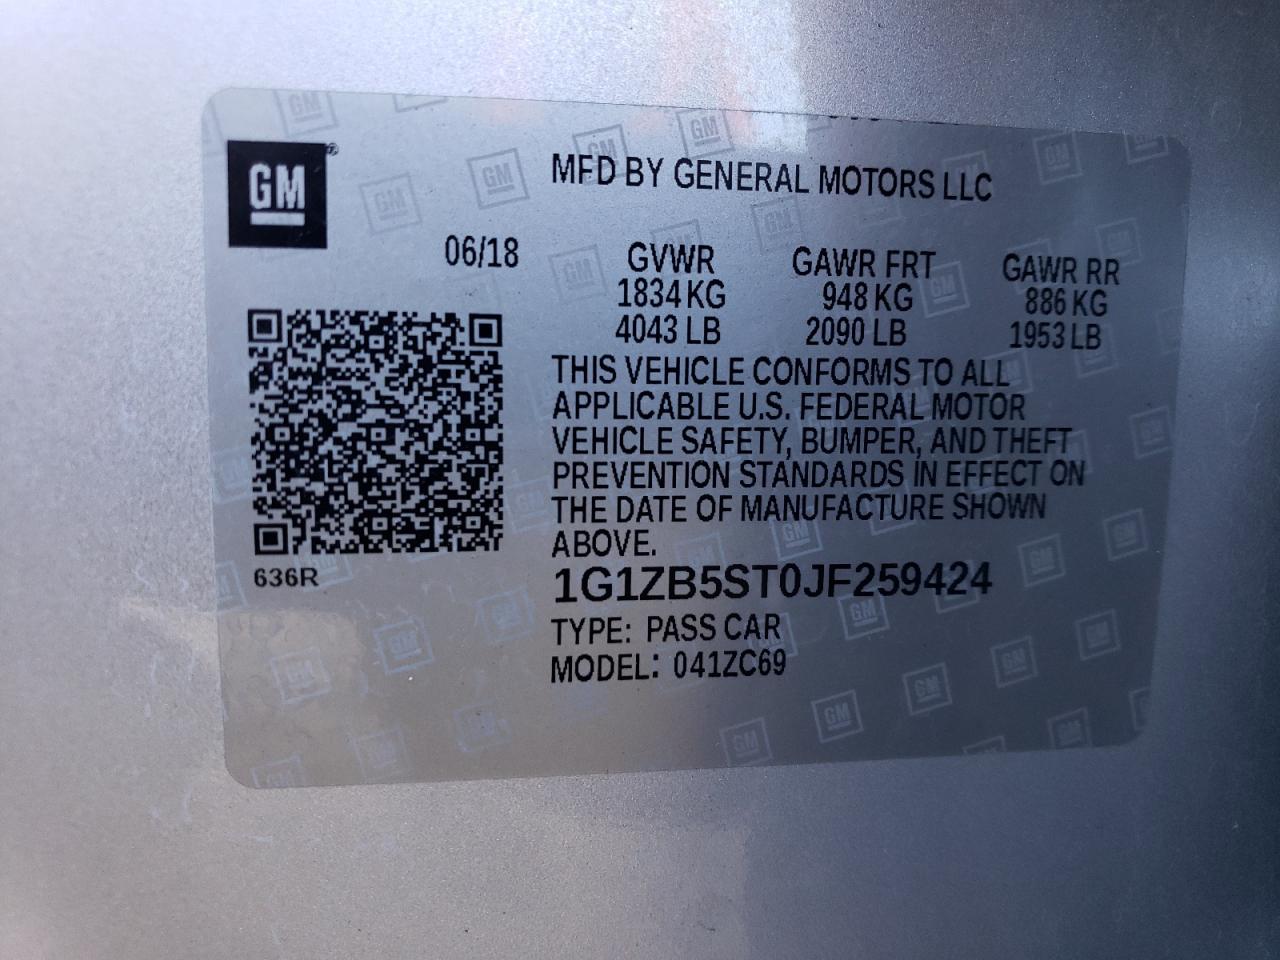 GM®
MFD BY GENERAL MOTORS LLC
06/18
GVWR GAWR FRT GAWR RR
1834 KG 948 KG 886 KG
4043 LB 2090 LB 1953 LB
THIS VEHICLE CONFORMS TO ALL
APPLICABLE U.S. FEDERAL MOTOR
VEHICLE SAFETY, BUMPER, AND THEFT
PREVENTION STANDARDS IN EFFECT ON
THE DATE OF MANUFACTURE SHOWN
ABOVE.
636R
1G1ZB5ST0JF259424
TYPE: PASS CAR
MODEL: 041ZC69